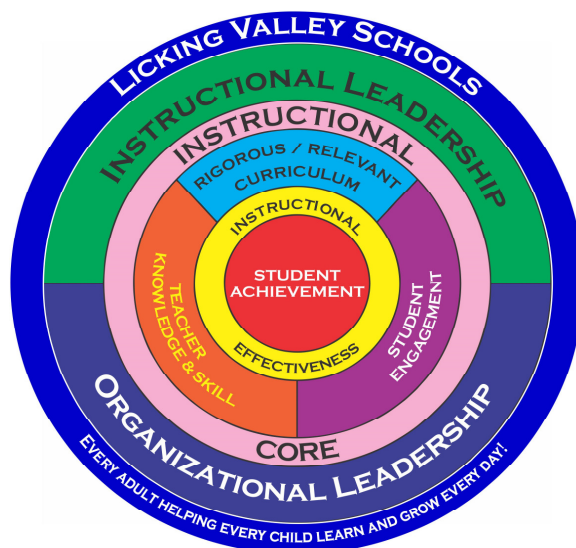 LICKING VALLEY SCHOOLS
INSTRUCTIONAL LEADERSHIP
INSTRUCTIONAL
RIGOROUS / RELEVANT
CURRICULUM
INSTRUCTIONAL
STUDENT
ACHIEVEMENT
EFFECTIVENESS
TEACHER
KNOWLEDGE & SKILL
STUDENT
ENGAGEMENT
CORE
ORGANIZATIONAL LEADERSHIP
EVERY ADULT HELPING EVERY CHILD LEARN AND GROW EVERY DAY!